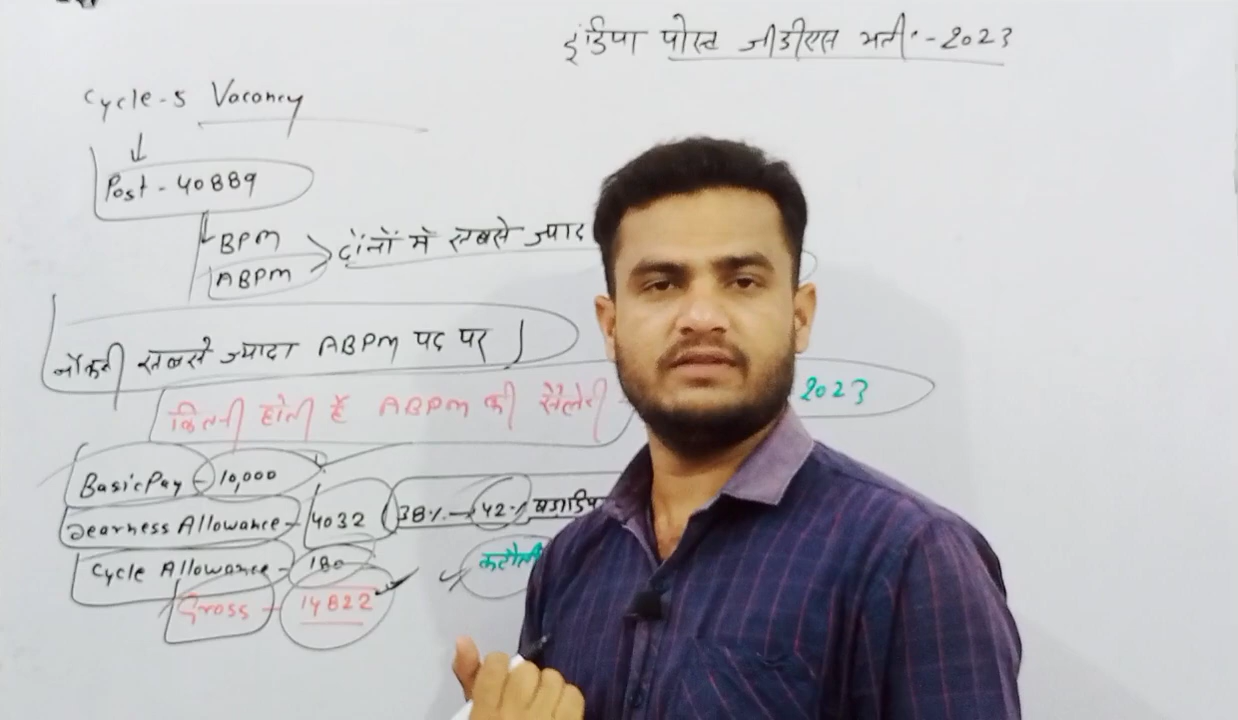 इंडिया पोस्ट जीडीएस भर्ती - 2023
Cycle-5 Vacancy
Post - 40889
BPM
ABPM
दोंनों में सबसे ज्याद
नौकरी सबसे ज्यादा ABPM पद पर
कितनी होती हैं ABPM की सैलेरी
2023
Basic Pay - 10,000
Dearness Allowance - 4032 38% → 42%
Cycle Allowance - 180
Gross - 14822